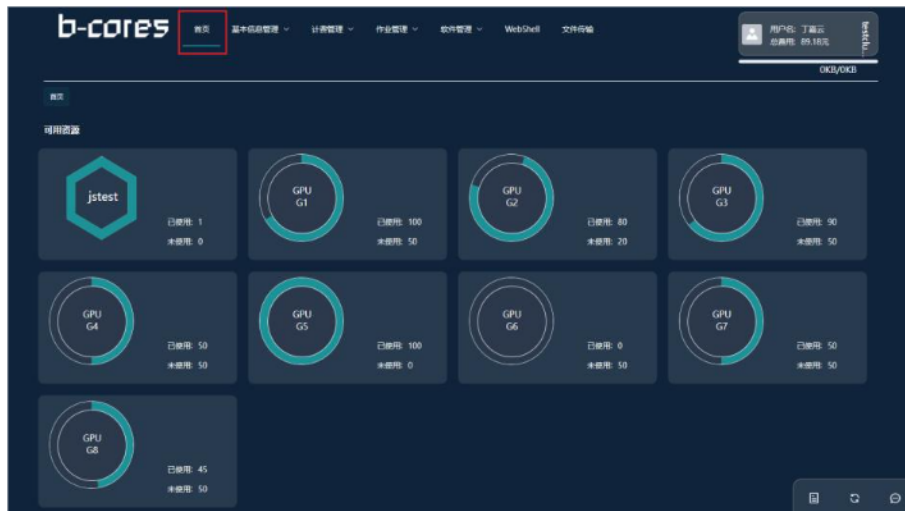 b-cores 首页 基本信息管理 计费管理 作业管理 软件管理 WebShell 文件传输
用户名: 丁嘉云
总费用: 89.18元
testclu...
0KB/0KB
首页
可用资源
jstest
已使用: 1
未使用: 0
GPU
G1
已使用: 100
未使用: 50
GPU
G2
已使用: 80
未使用: 20
GPU
G3
已使用: 90
未使用: 50
GPU
G4
已使用: 50
未使用: 50
GPU
G5
已使用: 100
未使用: 0
GPU
G6
已使用: 0
未使用: 50
GPU
G7
已使用: 50
未使用: 50
GPU
G8
已使用: 45
未使用: 50